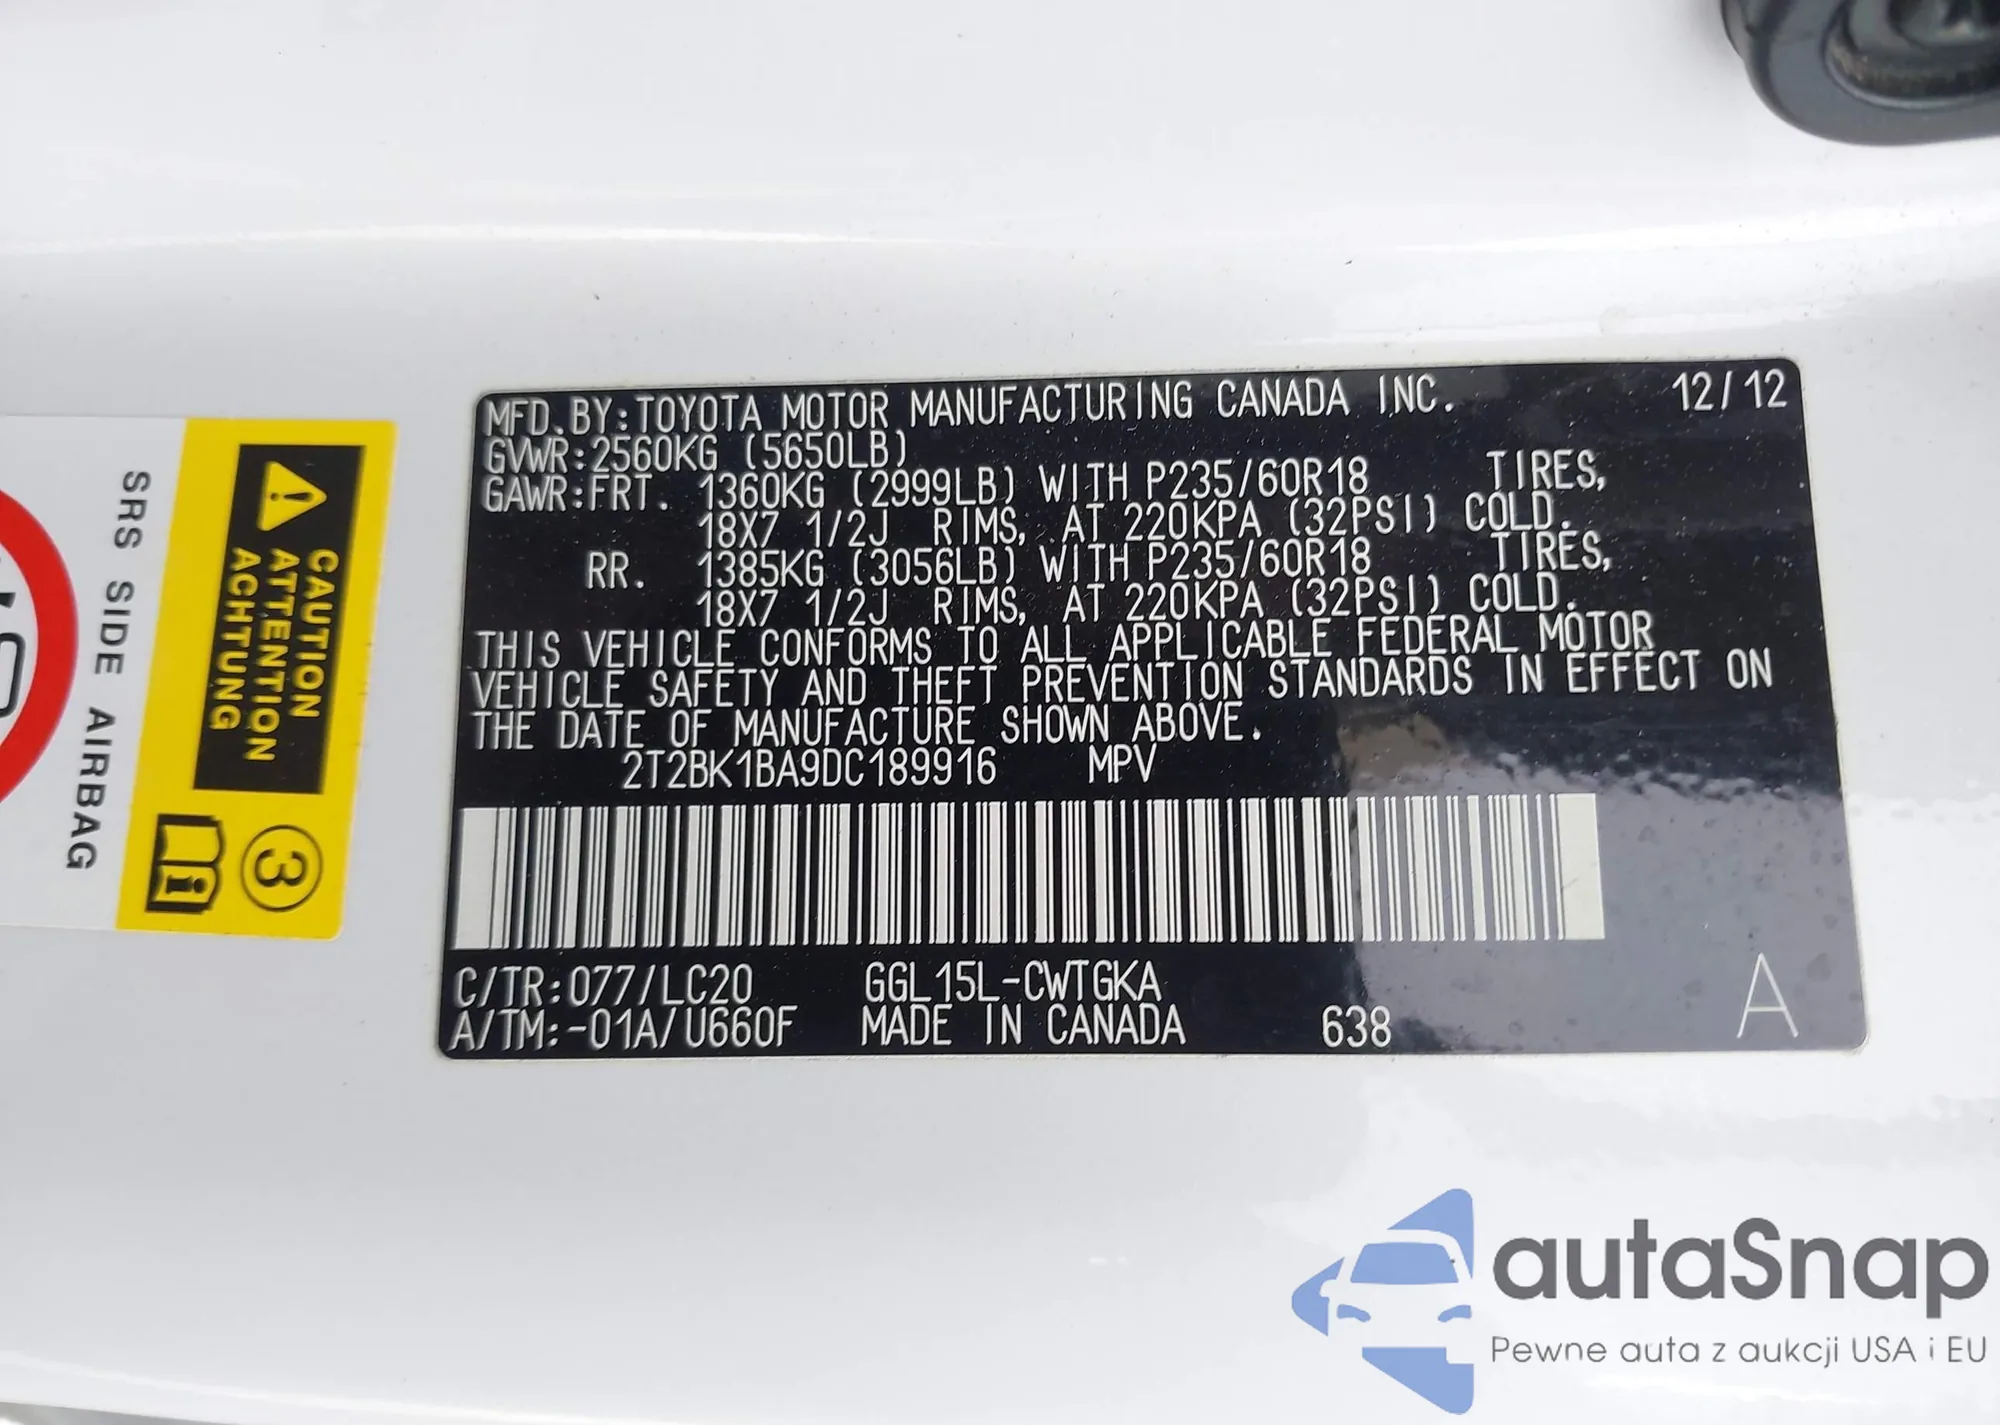 MFD. BY: TOYOTA MOTOR MANUFACTURING CANADA INC. 12/12
GVWR: 2560KG (5650LB)
GAWR: FRT. 1360KG (2999LB) WITH P235/60R18 TIRES,
18X7 1/2J RIMS, AT 220KPA (32PSI) COLD.
RR. 1385KG (3056LB) WITH P235/60R18 TIRES,
18X7 1/2J RIMS, AT 220KPA (32PSI) COLD.
THIS VEHICLE CONFORMS TO ALL APPLICABLE FEDERAL MOTOR
VEHICLE SAFETY AND THEFT PREVENTION STANDARDS IN EFFECT ON
THE DATE OF MANUFACTURE SHOWN ABOVE.
2T2BK1BA9DC189916 MPV
C/TR: 077/LC20 GGL15L-CWTGKA
A/TM: -01A/U660F MADE IN CANADA 638 A
CAUTION
ATTENTION
ACHTUNG
3
i
SRS SIDE AIRBAG
autaSnap
Pewne auta z aukcji USA i EU